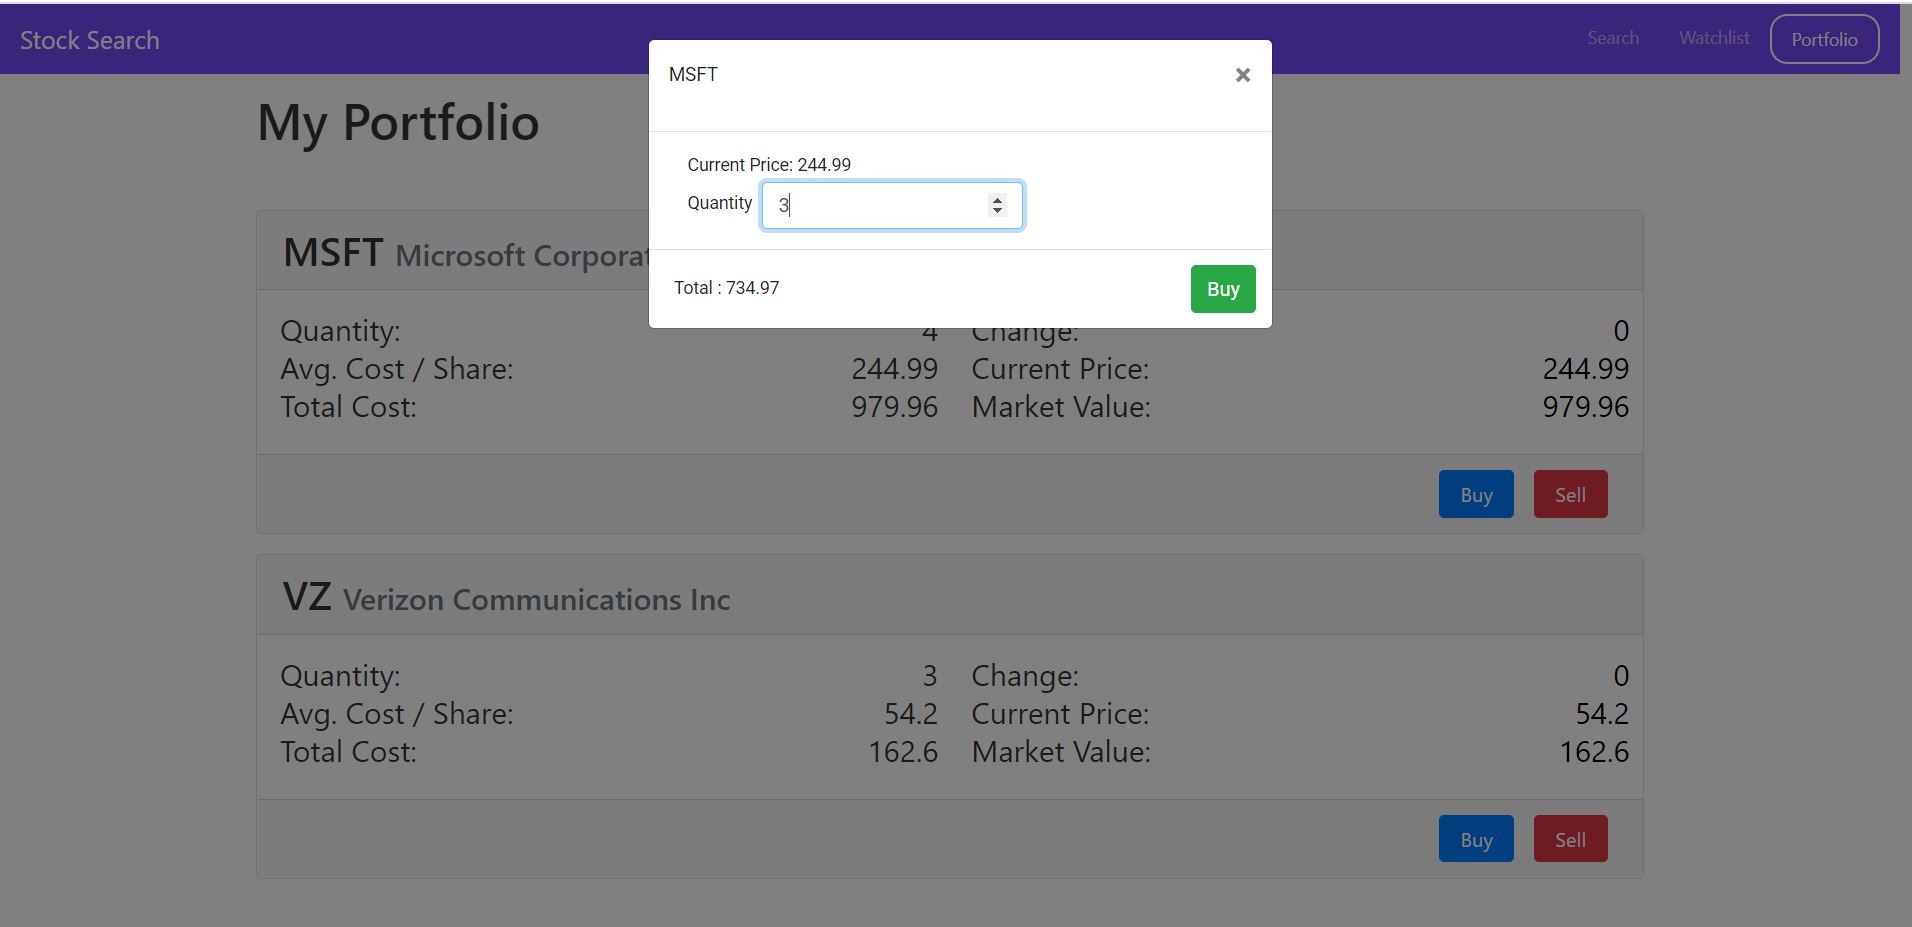 Stock Search
Search Watchlist Portfolio
MSFT ×
Current Price: 244.99
Quantity 3
Total : 734.97
Buy
My Portfolio
MSFT Microsoft
Quantity: 4 Change: 0
Avg. Cost / Share: 244.99 Current Price: 244.99
Total Cost: 979.96 Market Value: 979.96
Buy Sell
VZ Verizon Communications Inc
Quantity: 3 Change: 0
Avg. Cost / Share: 54.2 Current Price: 54.2
Total Cost: 162.6 Market Value: 162.6
Buy Sell